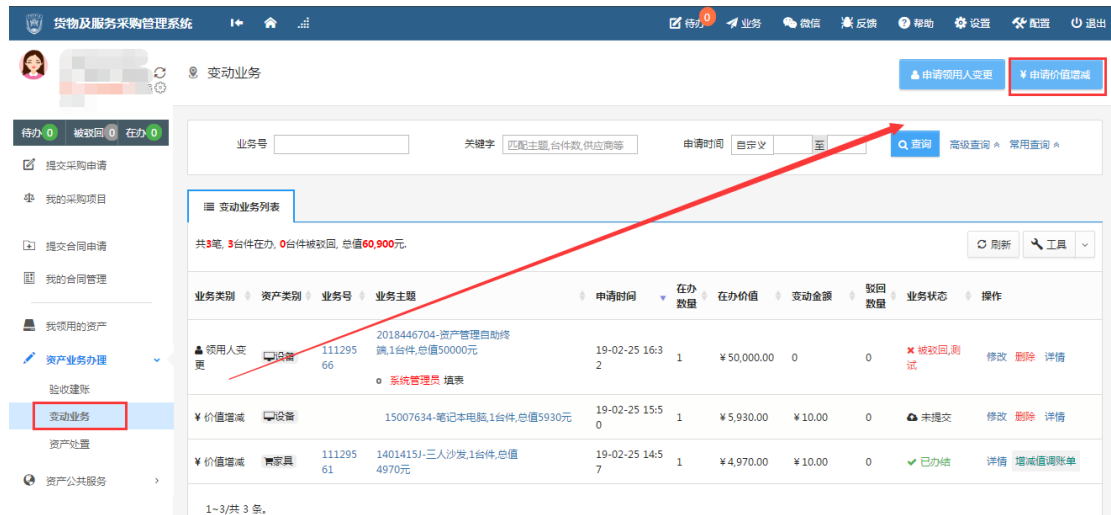 货物及服务采购管理系统
待办 0
业务
微信
反馈
帮助
设置
配置
退出
变动业务
申请领用人变更
¥ 申请价值增减
待办 0 被驳回 0 在办 0
业务号
关键字 匹配主题,台件数,供应商等
申请时间 自定义 至
查询
高级查询
常用查询
提交采购申请
我的采购项目
提交合同申请
我的合同管理
我领用的资产
资产业务办理
验收建账
变动业务
资产处置
资产公共服务
变动业务列表
共3笔, 3台件在办, 0台件被驳回, 总值60,900元.
刷新
工具
业务类别 资产类别 业务号 业务主题 申请时间 在办数量 在办价值 变动金额 驳回数量 业务状态 操作
领用人变更 设备 11129566 2018446704-资产管理自助终端,1台件,总值50000元 19-02-25 16:32 1 ¥ 50,000.00 0 0 被驳回,测试 修改 删除 详情
系统管理员 填表
¥ 价值增减 设备 15007634-笔记本电脑,1台件,总值5930元 19-02-25 15:50 1 ¥ 5,930.00 ¥ 10.00 0 未提交 修改 删除 详情
¥ 价值增减 家具 11129561 1401415J-三人沙发,1台件,总值4970元 19-02-25 14:57 1 ¥ 4,970.00 ¥ 10.00 0 已办结 详情 增减值调账单
1~3/共 3 条。